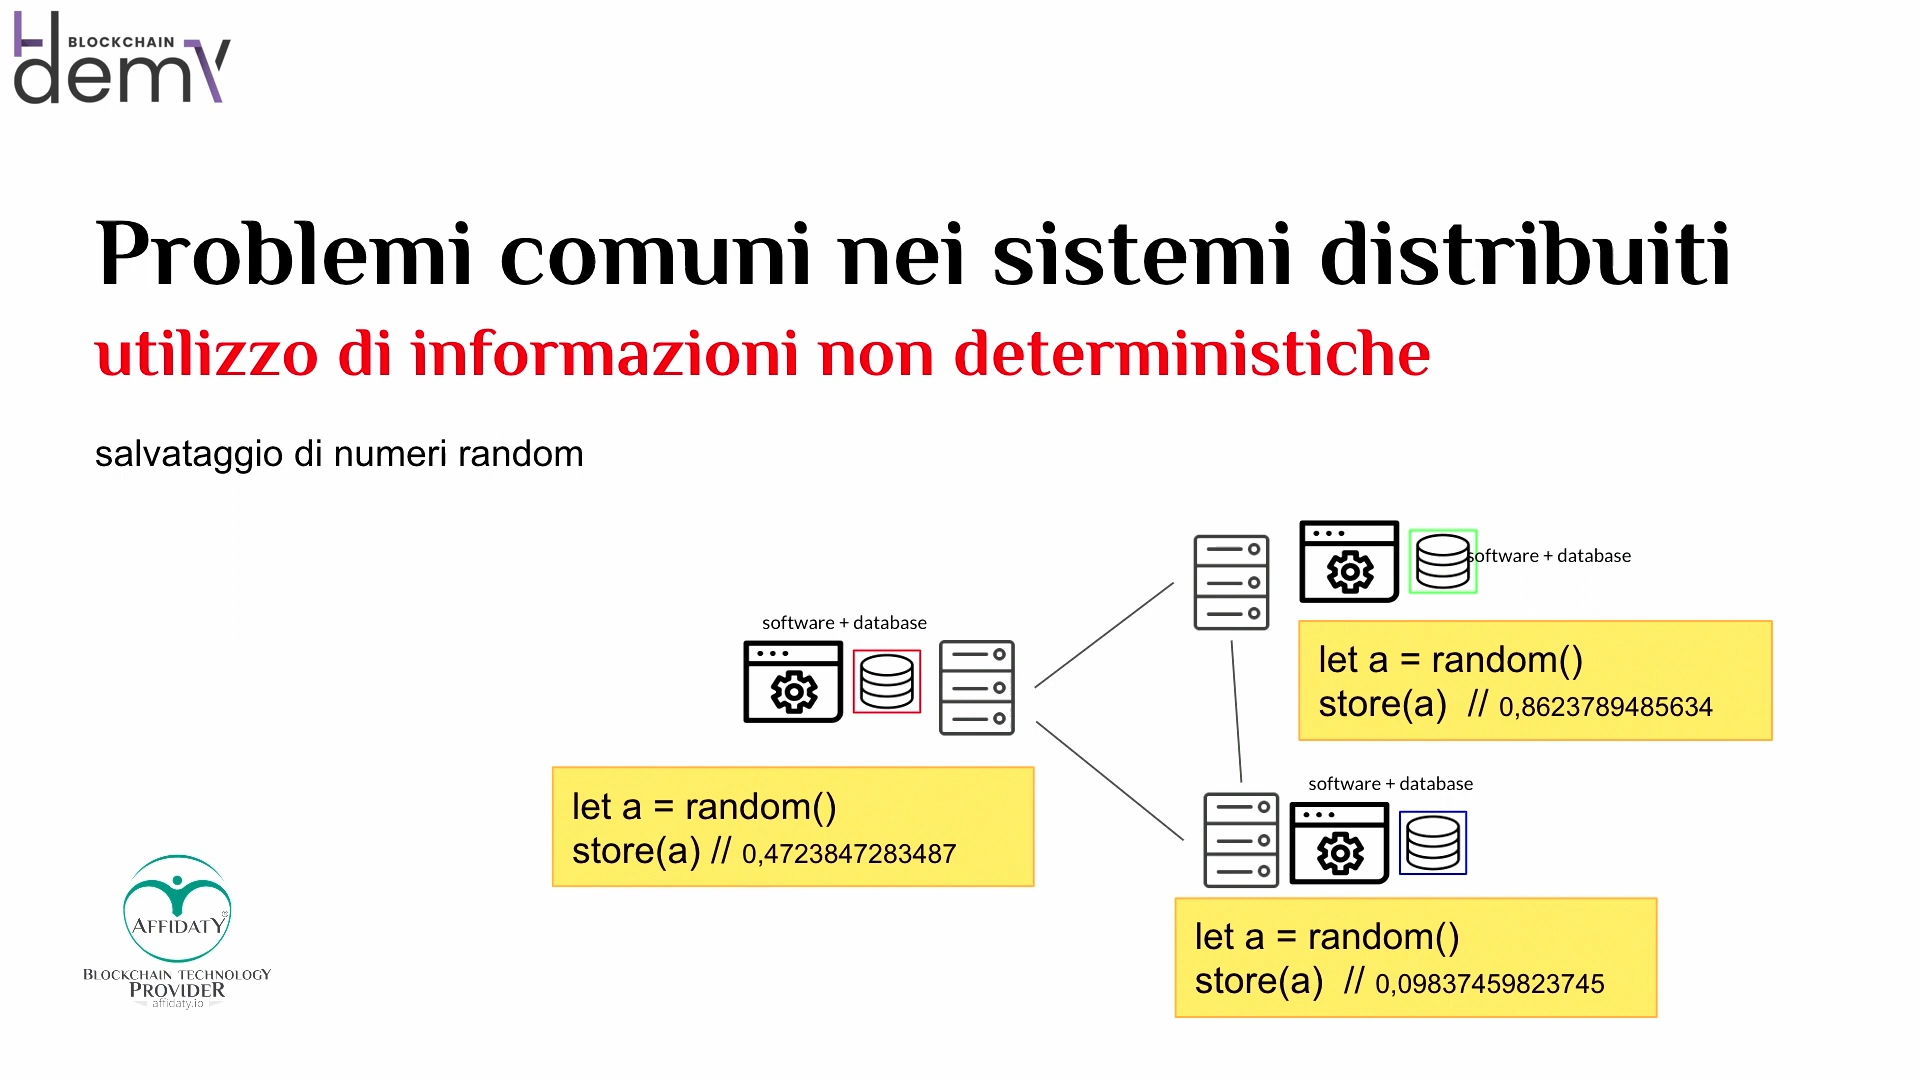 BLOCKCHAIN
demy
Problemi comuni nei sistemi distribuiti
utilizzo di informazioni non deterministiche
salvataggio di numeri random
software + database
let a = random()
store(a) // 0,4723847283487
software + database
let a = random()
store(a) // 0,8623789485634
software + database
let a = random()
store(a) // 0,09837459823745
AFFIDATY
BLOCKCHAIN TECHNOLOGY
PROVIDER
affidaty.io